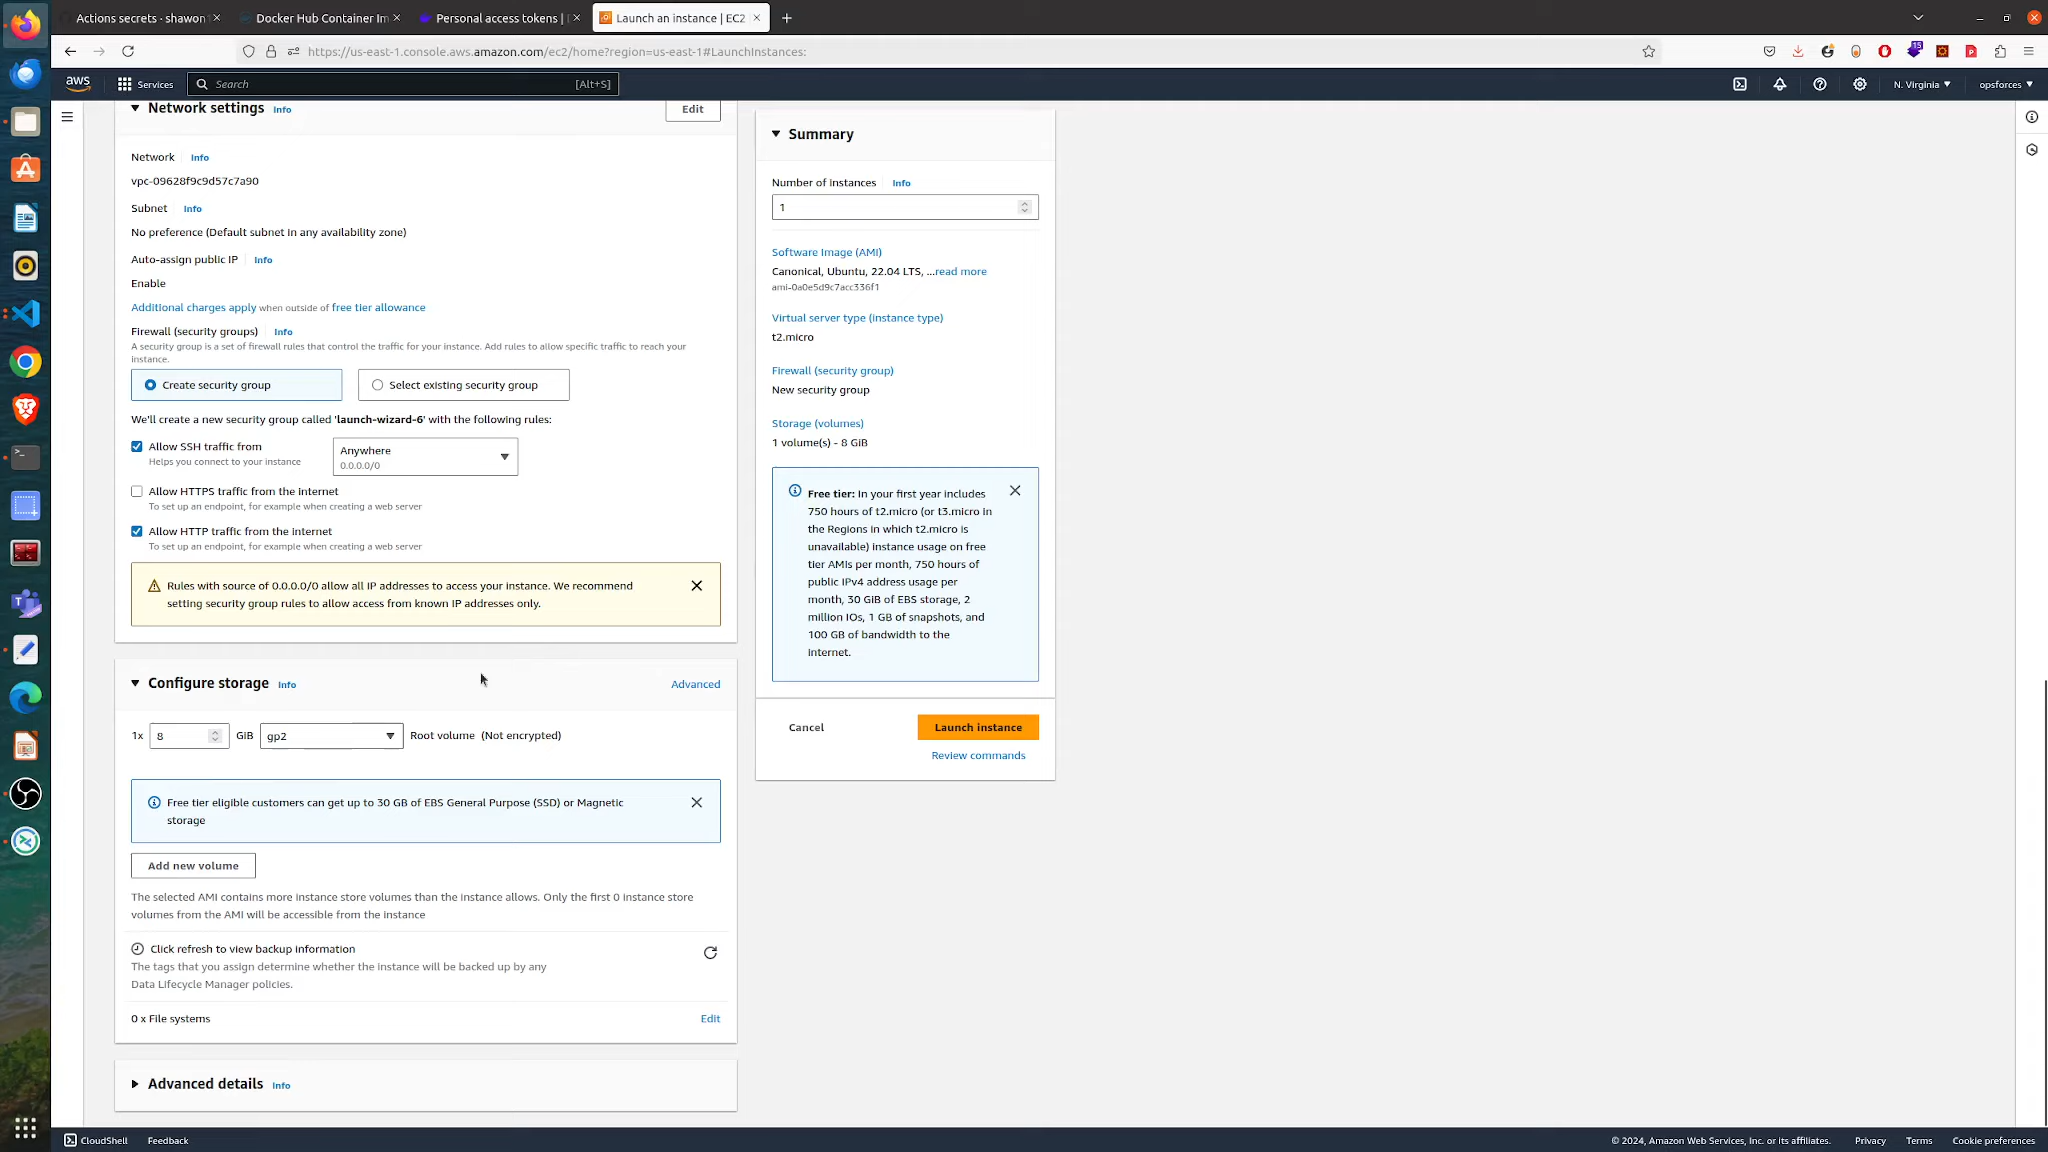 Actions secrets - shawon
Docker Hub Container Im
Personal access tokens |
Launch an instance | EC2
https://us-east-1.console.aws.amazon.com/ec2/home?region=us-east-1#LaunchInstances:
15
aws
Services
Search
[Alt+S]
N. Virginia
opsforces
Network settings Info
Edit
Network Info
vpc-09628f9c9d57c7a90
Subnet Info
No preference (Default subnet in any availability zone)
Auto-assign public IP Info
Enable
Additional charges apply when outside of free tier allowance
Firewall (security groups) Info
A security group is a set of firewall rules that control the traffic for your instance. Add rules to allow specific traffic to reach your
instance.
Create security group
Select existing security group
We'll create a new security group called 'launch-wizard-6' with the following rules:
Allow SSH traffic from
Helps you connect to your instance
Anywhere
0.0.0.0/0
Allow HTTPS traffic from the internet
To set up an endpoint, for example when creating a web server
Allow HTTP traffic from the internet
To set up an endpoint, for example when creating a web server
Rules with source of 0.0.0.0/0 allow all IP addresses to access your instance. We recommend
setting security group rules to allow access from known IP addresses only.
Configure storage Info
Advanced
1x
8
GiB
gp2
Root volume (Not encrypted)
Free tier eligible customers can get up to 30 GB of EBS General Purpose (SSD) or Magnetic
storage
Add new volume
The selected AMI contains more instance store volumes than the instance allows. Only the first 0 instance store
volumes from the AMI will be accessible from the instance
Click refresh to view backup information
The tags that you assign determine whether the instance will be backed up by any
Data Lifecycle Manager policies.
0 x File systems
Edit
Advanced details Info
Summary
Number of instances Info
1
Software Image (AMI)
Canonical, Ubuntu, 22.04 LTS, ...read more
ami-0a0e5d9c7acc336f1
Virtual server type (instance type)
t2.micro
Firewall (security group)
New security group
Storage (volumes)
1 volume(s) - 8 GiB
Free tier: In your first year includes
750 hours of t2.micro (or t3.micro in
the Regions in which t2.micro is
unavailable) instance usage on free
tier AMIs per month, 750 hours of
public IPv4 address usage per
month, 30 GiB of EBS storage, 2
million IOs, 1 GB of snapshots, and
100 GB of bandwidth to the
internet.
Cancel
Launch instance
Review commands
CloudShell
Feedback
© 2024, Amazon Web Services, Inc. or its affiliates.
Privacy
Terms
Cookie preferences